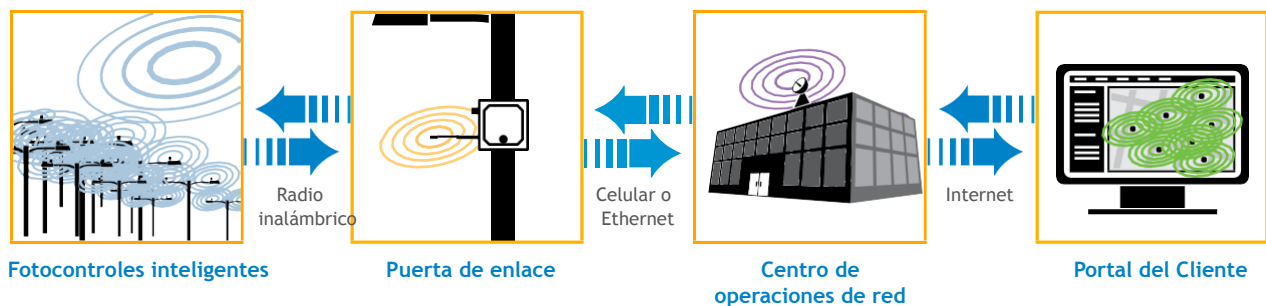 Radio
inalámbrico
Celular o
Ethernet
Internet
Fotocontroles inteligentes
Puerta de enlace
Centro de
operaciones de red
Portal del Cliente